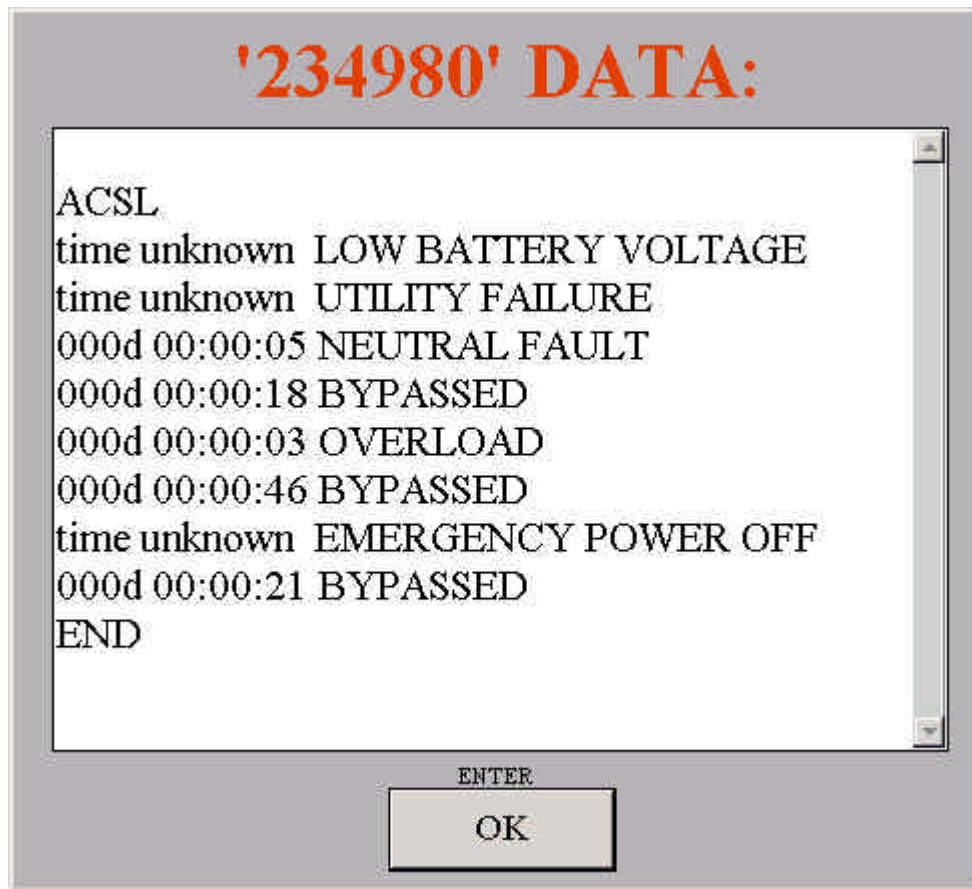 '234980' DATA:
ACSL
time unknown  LOW BATTERY VOLTAGE
time unknown  UTILITY FAILURE
000d 00:00:05 NEUTRAL FAULT
000d 00:00:18 BYPASSED
000d 00:00:03 OVERLOAD
000d 00:00:46 BYPASSED
time unknown  EMERGENCY POWER OFF
000d 00:00:21 BYPASSED
END
ENTER
OK